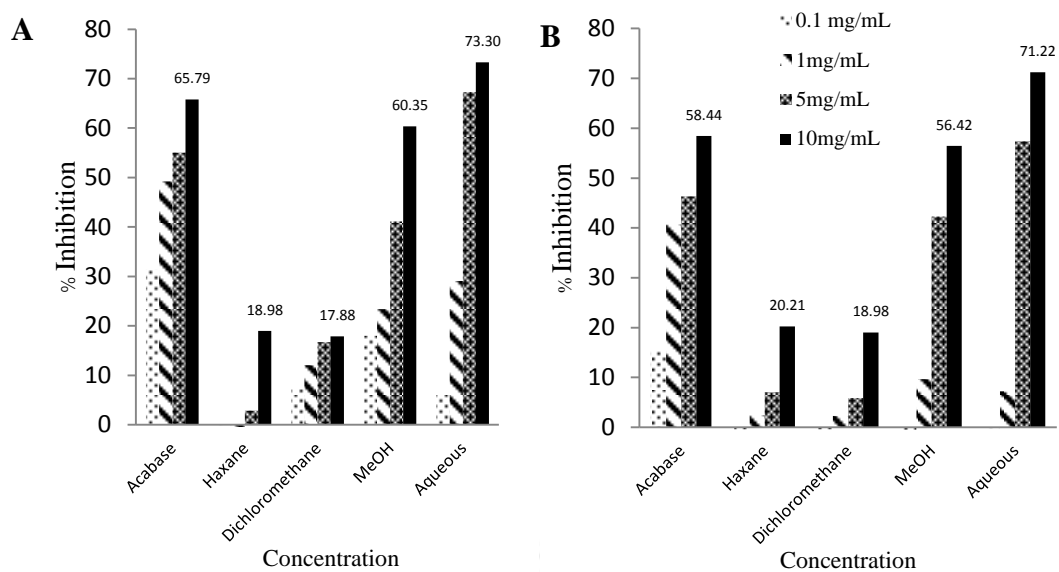 A
% Inhibition
80
70
60
50
40
30
20
10
0
65.79
18.98
17.88
60.35
73.30
Acabase
Haxane
Dichloromethane
MeOH
Aqueous
Concentration
B
0.1 mg/mL
1mg/mL
5mg/mL
10mg/mL
% Inhibition
80
70
60
50
40
30
20
10
0
58.44
20.21
18.98
56.42
71.22
Acabase
Haxane
Dichloromethane
MeOH
Aqueous
Concentration